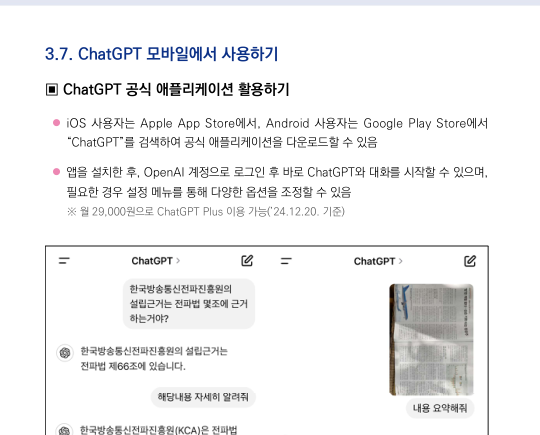 3.7. ChatGPT 모바일에서 사용하기
▣ ChatGPT 공식 애플리케이션 활용하기
● iOS 사용자는 Apple App Store에서, Android 사용자는 Google Play Store에서
“ChatGPT”를 검색하여 공식 애플리케이션을 다운로드할 수 있음
● 앱을 설치한 후, OpenAI 계정으로 로그인 후 바로 ChatGPT와 대화를 시작할 수 있으며,
필요한 경우 설정 메뉴를 통해 다양한 옵션을 조정할 수 있음
※ 월 29,000원으로 ChatGPT Plus 이용 가능(’24.12.20. 기준)
ChatGPT >
한국방송통신전파진흥원의
설립근거는 전파법 몇조에 근거
하는거야?
한국방송통신전파진흥원의 설립근거는
전파법 제66조에 있습니다.
해당내용 자세히 알려줘
한국방송통신전파진흥원(KCA)은 전파법
ChatGPT >
내용 요약해줘